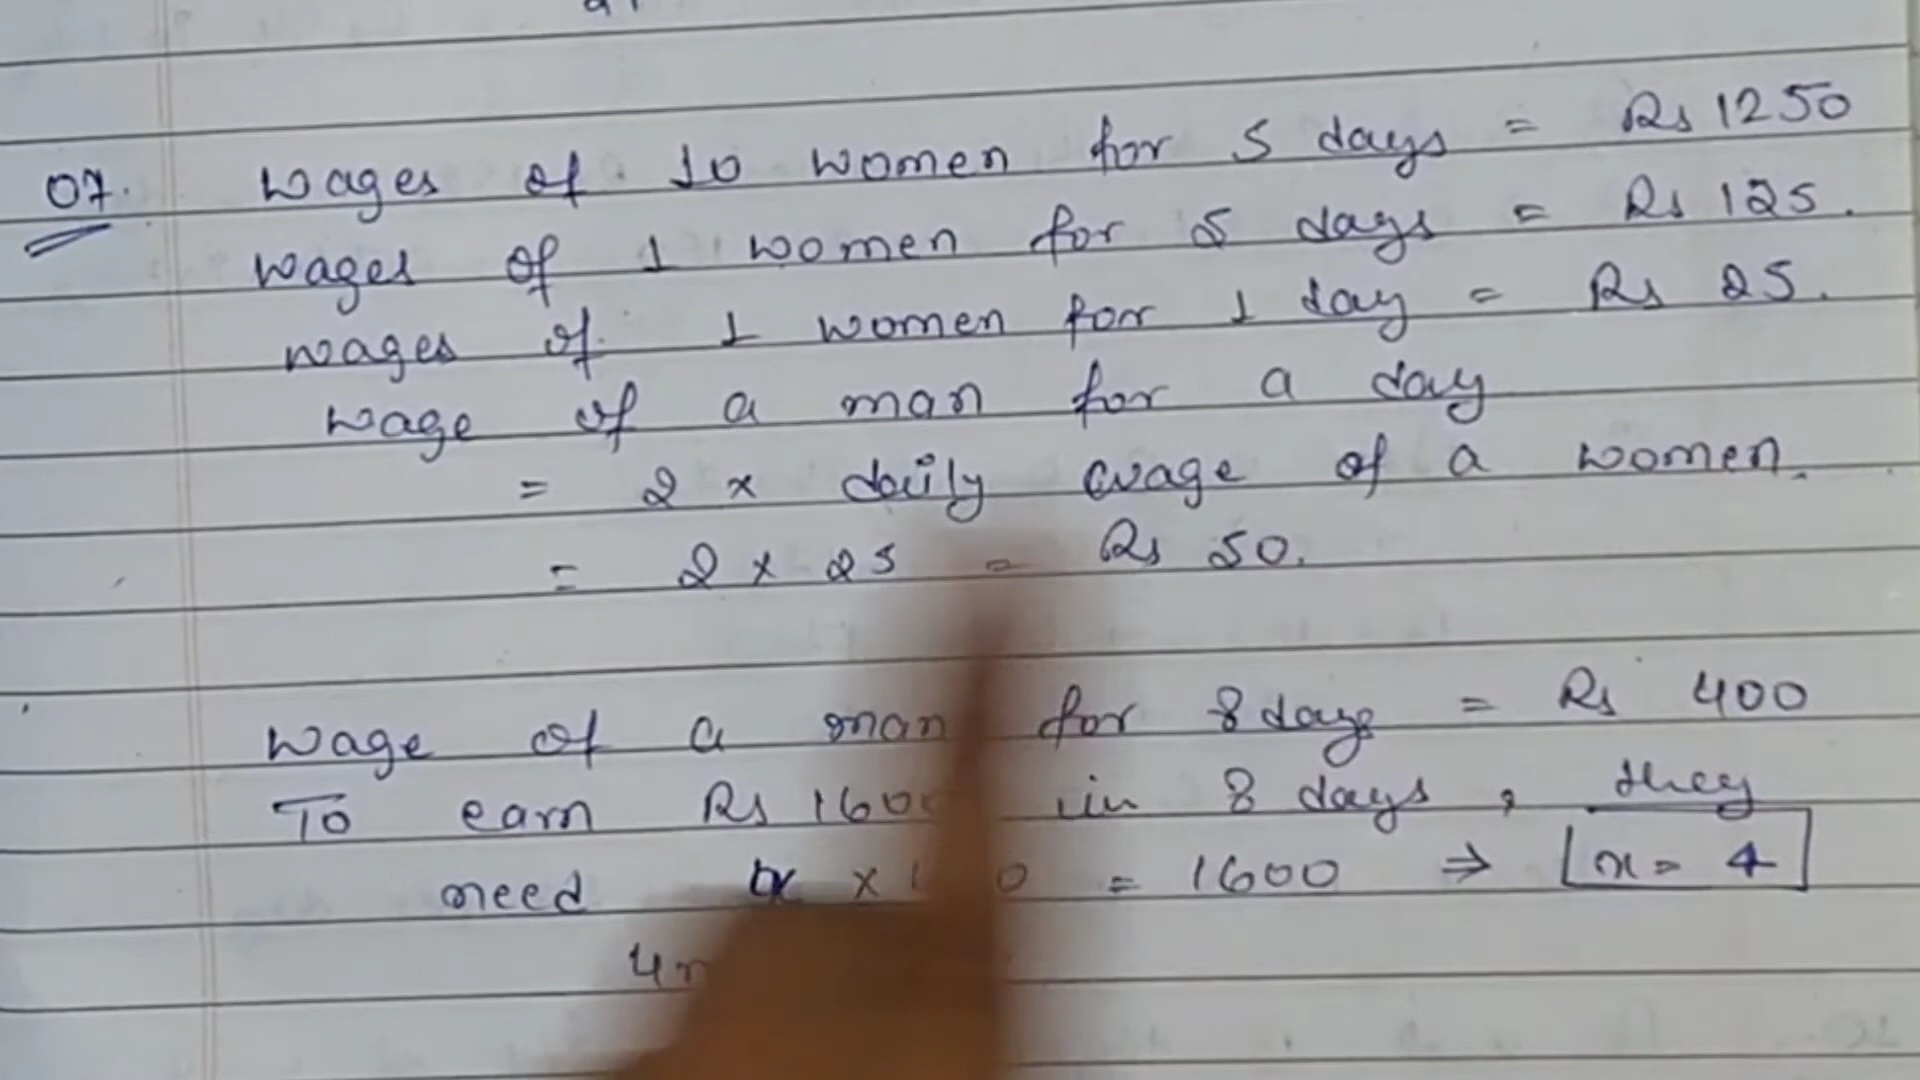 07. Wages of 10 women for 5 days = Rs 1250
Wages of 1 women for 5 days = Rs 125.
Wages of 1 women for 1 day = Rs 25.
Wage of a man for a day
= 2 x daily wage of a women.
= 2 x 25 = Rs 50.
Wage of a man for 8 days = Rs 400
To earn Rs 1600 in 8 days, they
need x x 0 = 1600 ⇒ x = 4